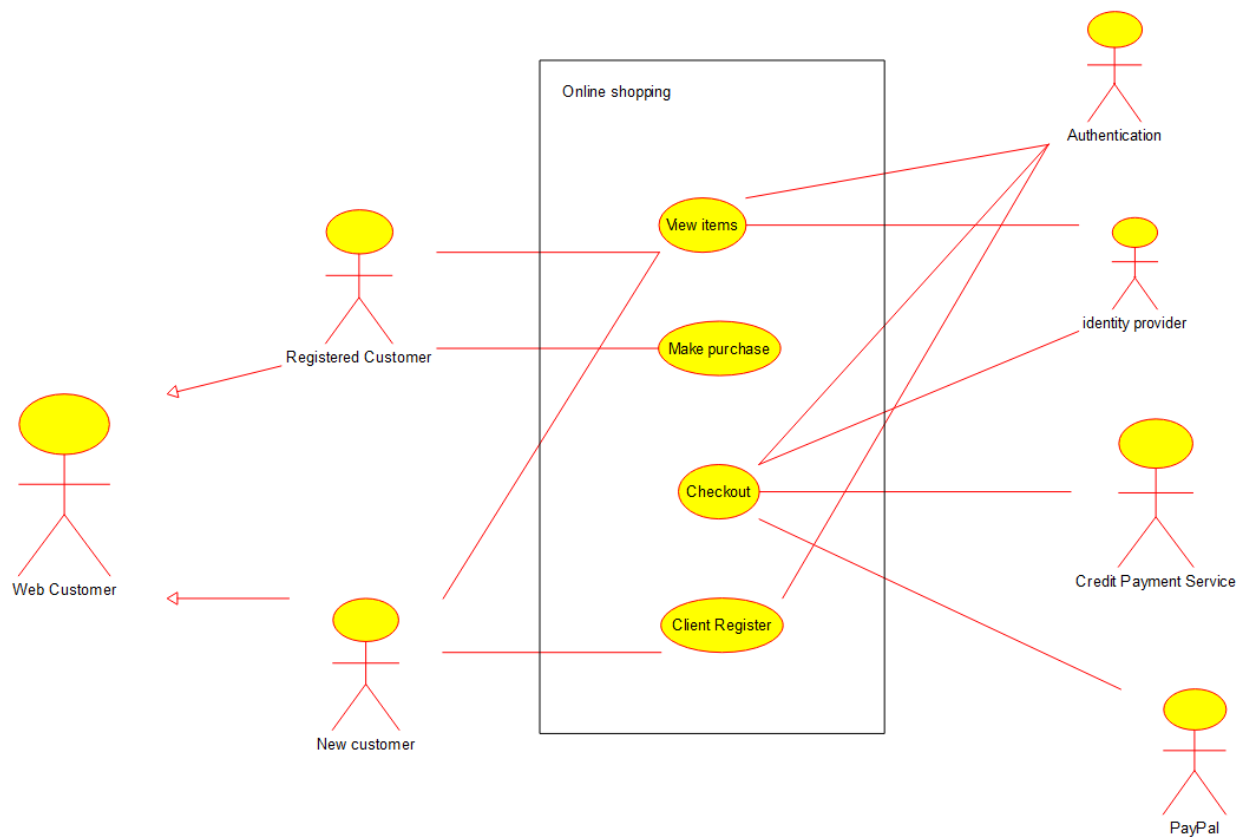 Online shopping
Authentication
View items
identity provider
Registered Customer
Make purchase
Web Customer
Checkout
Credit Payment Service
Client Register
New customer
PayPal